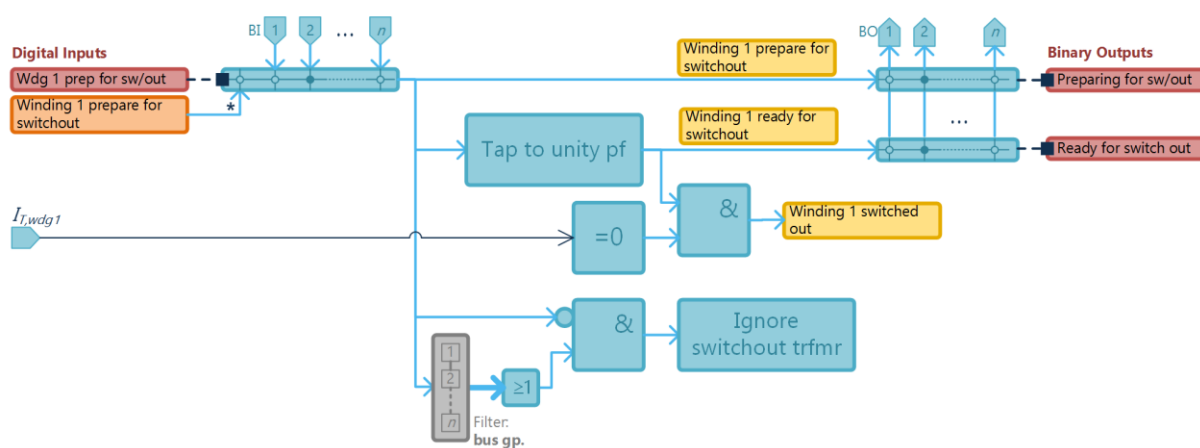 BI
1
2
...
n
BO
1
2
n
Digital Inputs
Wdg 1 prep for sw/out
Winding 1 prepare for
switchout
*
Winding 1 prepare for
switchout
Binary Outputs
Preparing for sw/out
...
Tap to unity pf
Winding 1 ready for
switchout
Ready for switch out
I_T,wdg1
=0
&
Winding 1 switched
out
&
Ignore
switchout trfmr
1
2
n
≥1
Filter:
bus gp.